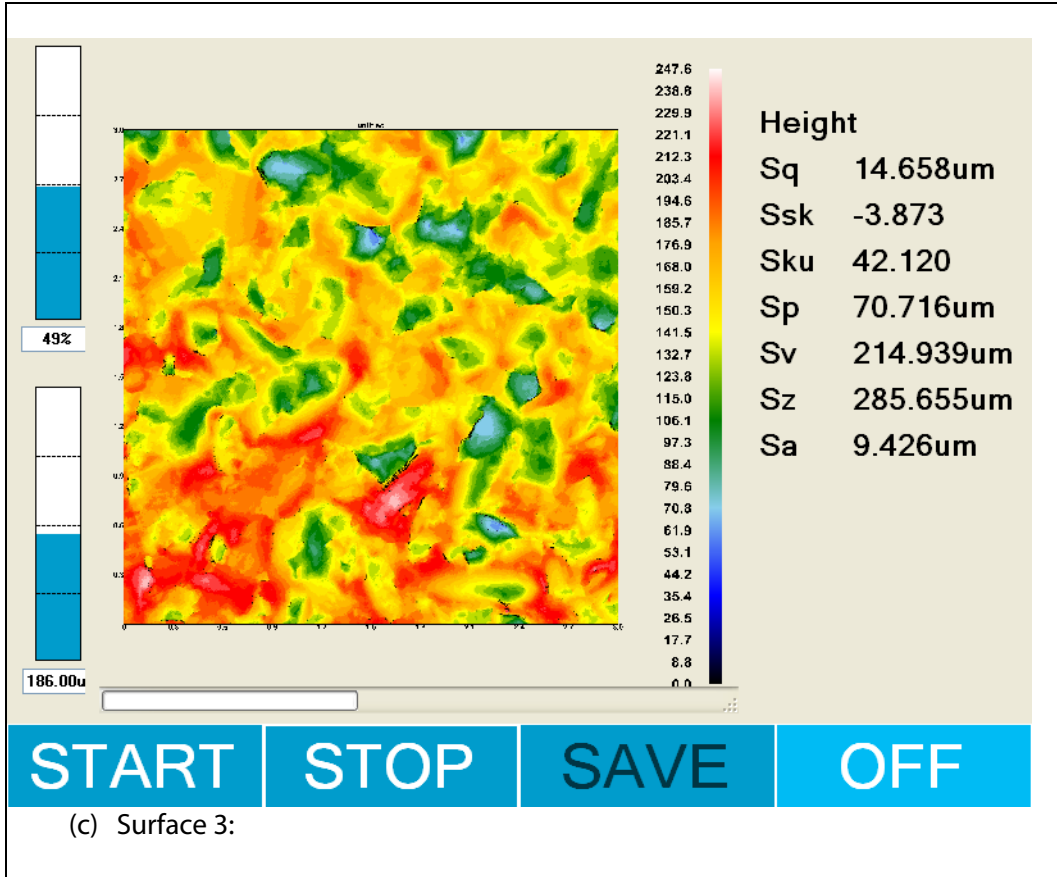 247.6
238.8
229.9
221.1
212.3
203.4
194.6
185.7
176.9
168.0
159.2
150.3
141.5
132.7
123.8
115.0
106.1
97.3
88.4
79.6
70.8
61.9
53.1
44.2
35.4
26.5
17.7
8.8
0.0
Height
Sq 14.658um
Ssk -3.873
Sku 42.120
Sp 70.716um
Sv 214.939um
Sz 285.655um
Sa 9.426um
49%
186.00u
START STOP SAVE OFF
(c) Surface 3: